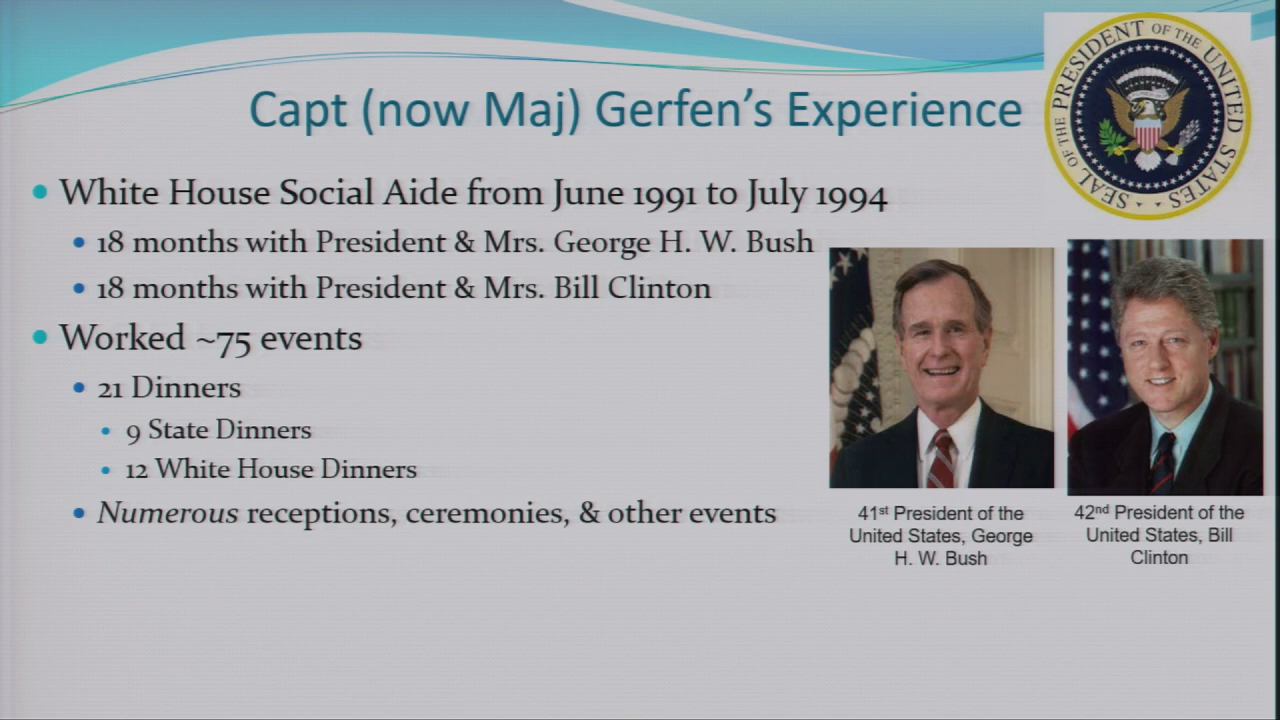 Capt (now Maj) Gerfen's Experience
SEAL OF THE PRESIDENT OF THE UNITED STATES
• White House Social Aide from June 1991 to July 1994
• 18 months with President & Mrs. George H. W. Bush
• 18 months with President & Mrs. Bill Clinton
• Worked ~75 events
• 21 Dinners
• 9 State Dinners
• 12 White House Dinners
• Numerous receptions, ceremonies, & other events
41st President of the
United States, George
H. W. Bush
42nd President of the
United States, Bill
Clinton